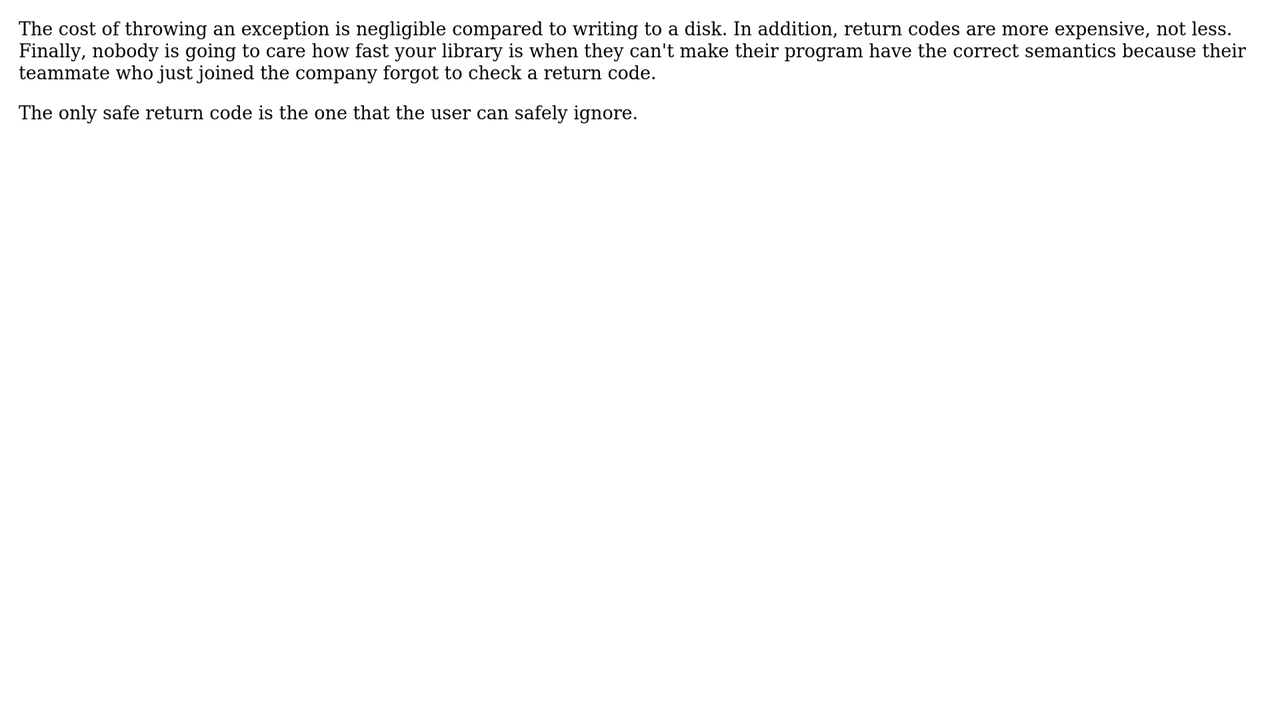 The cost of throwing an exception is negligible compared to writing to a disk. In addition, return codes are more expensive, not less.
Finally, nobody is going to care how fast your library is when they can't make their program have the correct semantics because their
teammate who just joined the company forgot to check a return code.
The only safe return code is the one that the user can safely ignore.